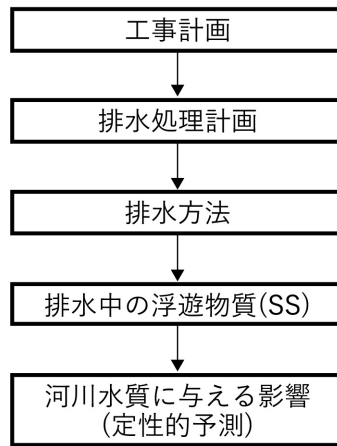 工事計画
排水処理計画
排水方法
排水中の浮遊物質(SS)
河川水質に与える影響
(定性的予測)